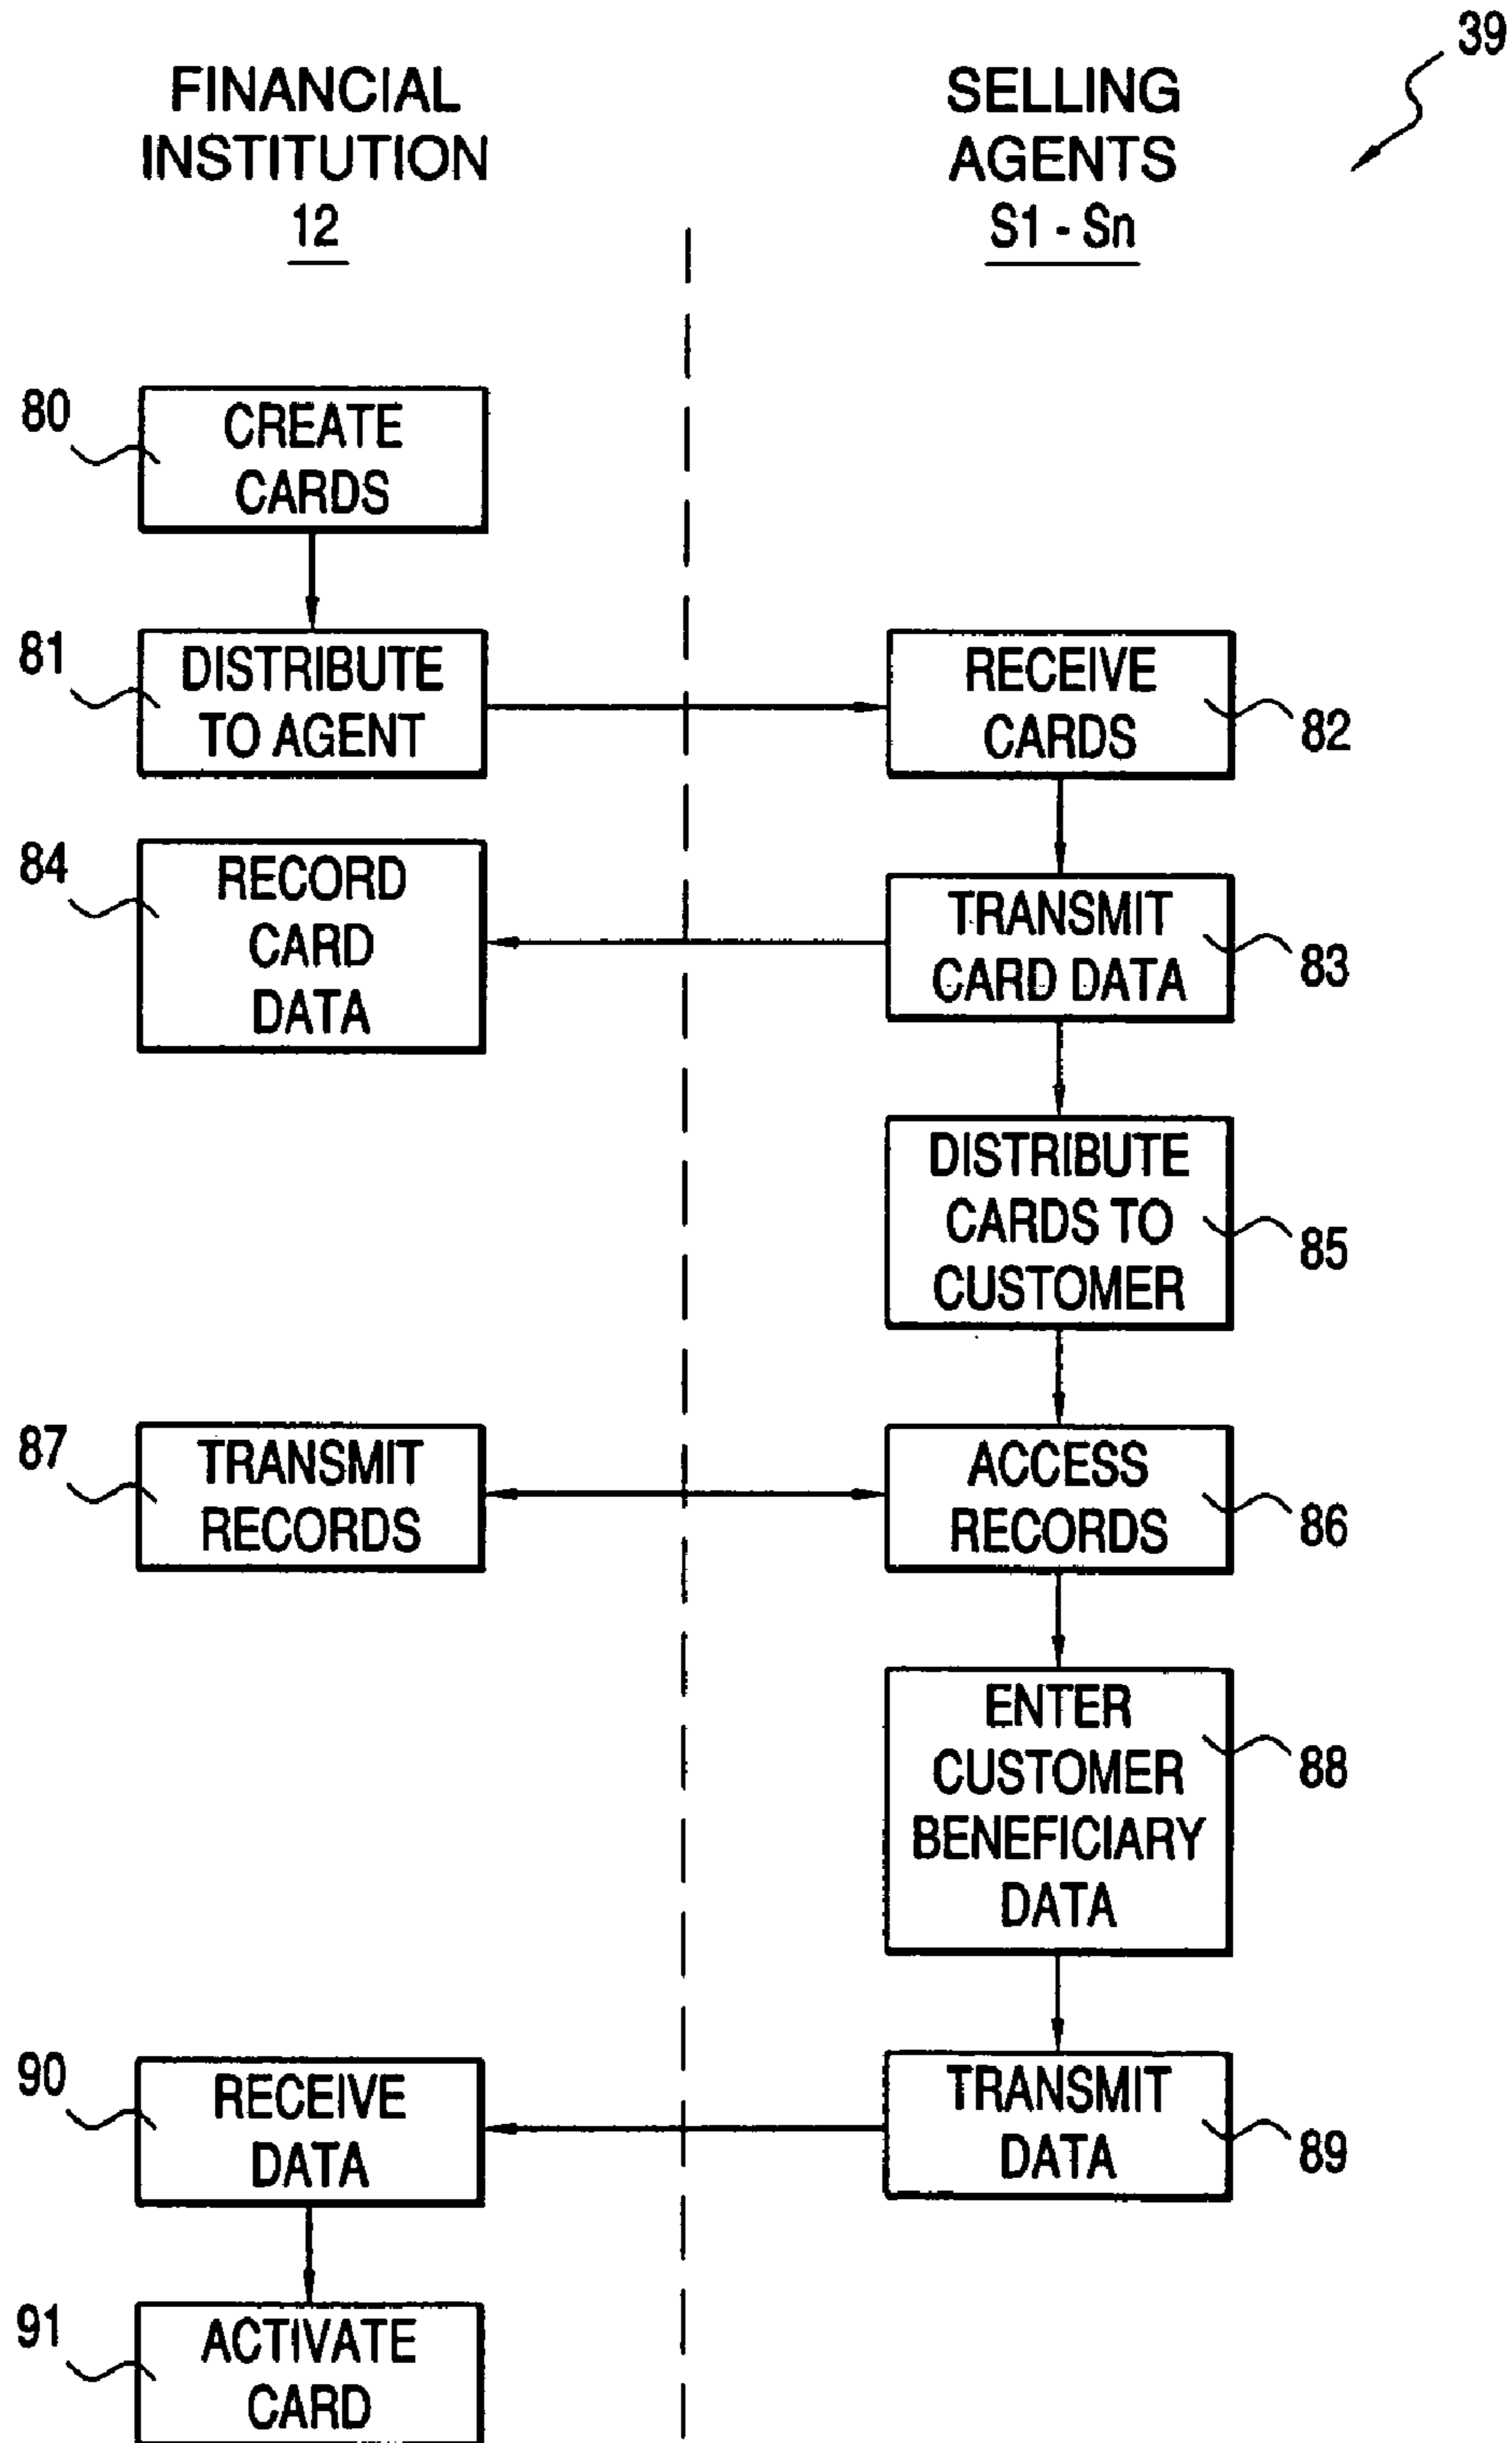 39
FINANCIAL
INSTITUTION
12
SELLING
AGENTS
S1 - Sn
80
CREATE
CARDS
81
DISTRIBUTE
TO AGENT
RECEIVE
CARDS
82
84
RECORD
CARD
DATA
TRANSMIT
CARD DATA
83
DISTRIBUTE
CARDS TO
CUSTOMER
85
87
TRANSMIT
RECORDS
ACCESS
RECORDS
86
ENTER
CUSTOMER
BENEFICIARY
DATA
88
90
RECEIVE
DATA
TRANSMIT
DATA
89
91
ACTIVATE
CARD